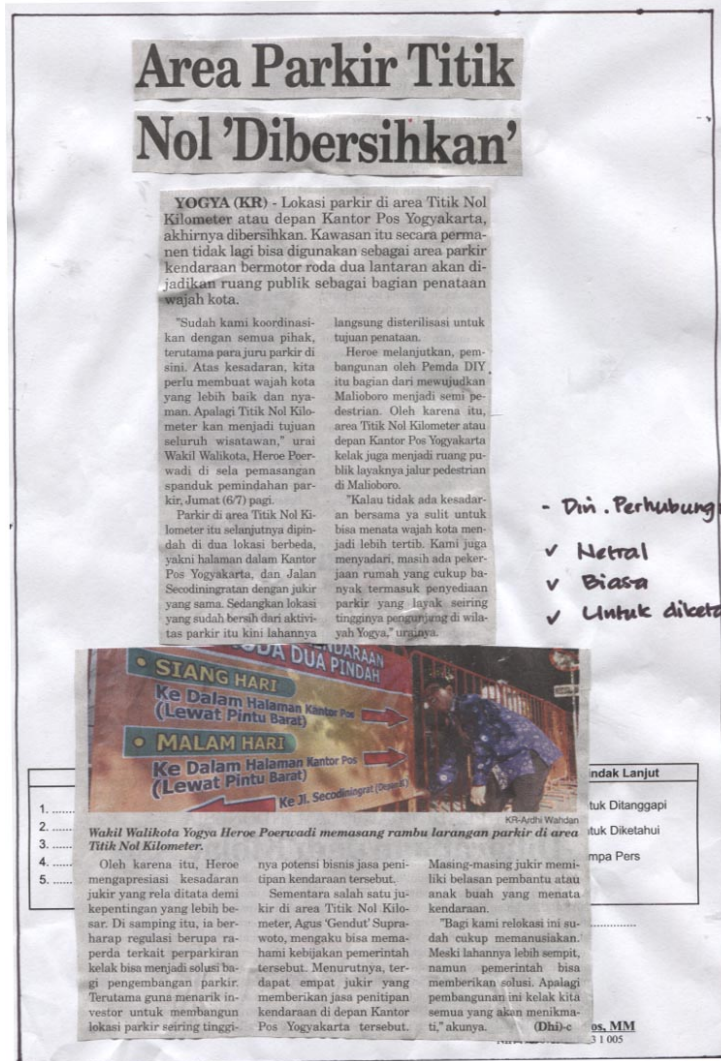 Area Parkir Titik
Nol 'Dibersihkan'
YOGYA (KR) - Lokasi parkir di area Titik Nol
Kilometer atau depan Kantor Pos Yogyakarta,
akhirnya dibersihkan. Kawasan itu secara perma-
nen tidak lagi bisa digunakan sebagai area parkir
kendaraan bermotor roda dua lantaran akan di-
jadikan ruang publik sebagai bagian penataan
wajah kota.
"Sudah kami koordinasi-
kan dengan semua pihak,
terutama para juru parkir di
sini. Atas kesadaran, kita
perlu membuat wajah kota
yang lebih baik dan nya-
man. Apalagi Titik Nol Kilo-
meter kan menjadi tujuan
seluruh wisatawan," urai
Wakil Walikota, Heroe Poer-
wadi di sela pemasangan
spanduk pemindahan par-
kir, Jumat (6/7) pagi.
Parkir di area Titik Nol Ki-
lometer itu selanjutnya dipin-
dah di dua lokasi berbeda,
yakni halaman dalam Kantor
Pos Yogyakarta, dan Jalan
Secodiningratan dengan jukir
yang sama. Sedangkan lokasi
yang sudah bersih dari aktivi-
tas parkir itu kini lahannya
langsung disterilisasi untuk
tujuan penataan.
Heroe melanjutkan, pem-
bangunan oleh Pemda DIY
itu bagian dari mewujudkan
Malioboro menjadi semi pe-
destrian. Oleh karena itu,
area Titik Nol Kilometer atau
depan Kantor Pos Yogyakarta
kelak juga menjadi ruang pu-
blik layaknya jalur pedestrian
di Malioboro.
"Kalau tidak ada kesadar-
an bersama ya sulit untuk
bisa menata wajah kota men-
jadi lebih tertib. Kami juga
menyadari, masih ada peker-
jaan rumah yang cukup ba-
nyak termasuk penyediaan
parkir yang layak seiring
tingginya pengunjung di wila-
yah Yogya," urainya.
- Din. Perhubung
✓ Netral
✓ Biasa
✓ Untuk diketa
KENDARAAN
RODA DUA PINDAH
• SIANG HARI
Ke Dalam Halaman Kantor Pos
(Lewat Pintu Barat)
• MALAM HARI
Ke Dalam Halaman Kantor Pos
(Lewat Pintu Barat)
Ke Jl. Secodiningrat
KR-Ardhi Wahdan
Wakil Walikota Yogya Heroe Poerwadi memasang rambu larangan parkir di area
Titik Nol Kilometer.
1. ......
2. ......
3. ......
4. ......
5. ......
indak Lanjut
tuk Ditanggapi
tuk Diketahui
mpa Pers
Oleh karena itu, Heroe
mengapresiasi kesadaran
jukir yang rela ditata demi
kepentingan yang lebih be-
sar. Di samping itu, ia ber-
harap regulasi berupa ra-
perda terkait perparkiran
kelak bisa menjadi solusi ba-
gi pengembangan parkir.
Terutama guna menarik in-
vestor untuk membangun
lokasi parkir seiring tinggi-
nya potensi bisnis jasa peni-
tipan kendaraan tersebut.
Sementara salah satu ju-
kir di area Titik Nol Kilo-
meter, Agus 'Gendut' Supra-
woto, mengaku bisa mema-
hami kebijakan pemerintah
tersebut. Menurutnya, ter-
dapat empat jukir yang
memberikan jasa penitipan
kendaraan di depan Kantor
Pos Yogyakarta tersebut.
Masing-masing jukir memi-
liki belasan pembantu atau
anak buah yang menata
kendaraan.
"Bagi kami relokasi ini su-
dah cukup memanusiakan.
Meski lahannya lebih sempit,
namun pemerintah bisa
memberikan solusi. Apalagi
pembangunan ini kelak kita
semua yang akan menikma-
ti," akunya. (Dhi)-c
os, MM
3 1 005